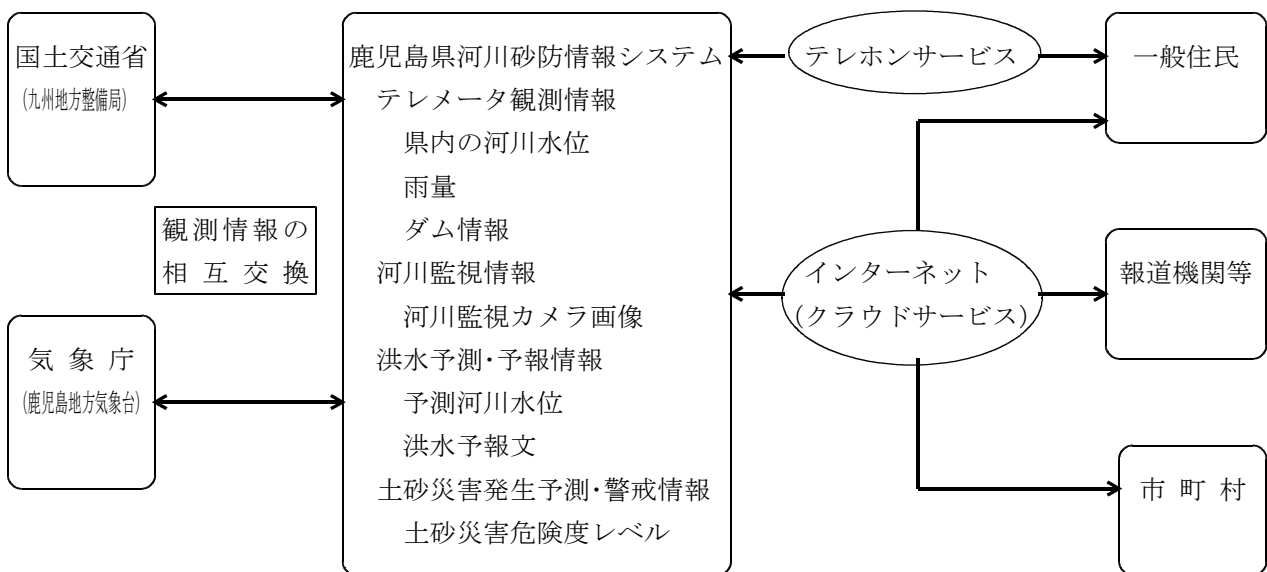 国土交通省
(九州地方整備局)
観測情報の
相互交換
気象庁
(鹿児島地方気象台)
鹿児島県河川砂防情報システム
テレメータ観測情報
県内の河川水位
雨量
ダム情報
河川監視情報
河川監視カメラ画像
洪水予測・予報情報
予測河川水位
洪水予報文
土砂災害発生予測・警戒情報
土砂災害危険度レベル
テレホンサービス
インターネット
(クラウドサービス)
一般住民
報道機関等
市町村